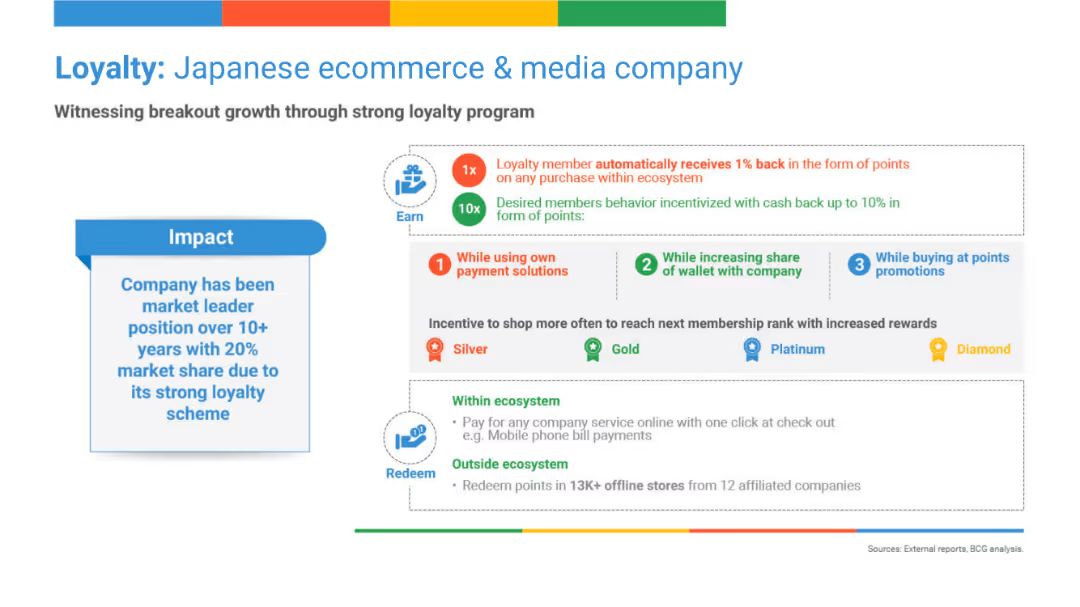 Loyalty: Japanese ecommerce & media company
Witnessing breakout growth through strong loyalty program
Impact
Company has been
market leader
position over 10+
years with 20%
market share due to
its strong loyalty
scheme
Earn
1x
Loyalty member automatically receives 1% back in the form of points
on any purchase within ecosystem
10x
Desired members behavior incentivized with cash back up to 10% in
form of points:
1
While using own
payment solutions
2
While increasing share
of wallet with company
3
While buying at points
promotions
Incentive to shop more often to reach next membership rank with increased rewards
Silver
Gold
Platinum
Diamond
Redeem
Within ecosystem
• Pay for any company service online with one click at check out
e.g. Mobile phone bill payments
Outside ecosystem
• Redeem points in 13K+ offline stores from 12 affiliated companies
Sources: External reports, BCG analysis.